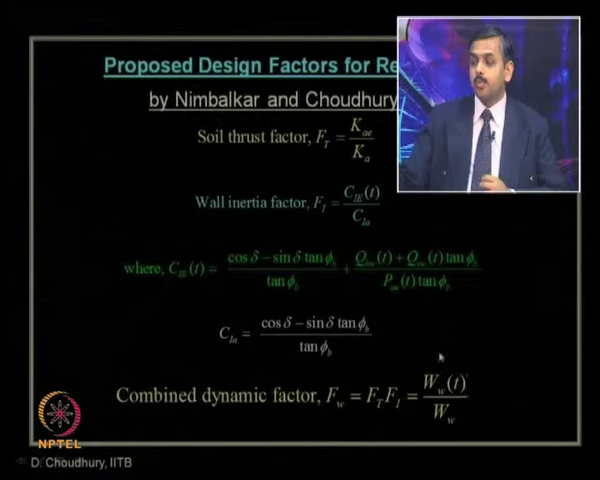 Proposed Design Factors for Re
by Nimbalkar and Choudhury
Soil thrust factor, F_T = K_ae / K_a
Wall inertia factor, F_I = C_IE(t) / C_Ia
where, C_IE(t) = (cos δ – sin δ tan ϕ_b) / (tan ϕ_b) + (Q_hw(t) + Q_vw(t) tan ϕ_b) / (P_ae(t) tan ϕ_b)
C_Ia = (cos δ – sin δ tan ϕ_b) / (tan ϕ_b)
Combined dynamic factor, F_w = F_T F_I = W_w(t) / W_w
NPTEL
D. Choudhury, IITB